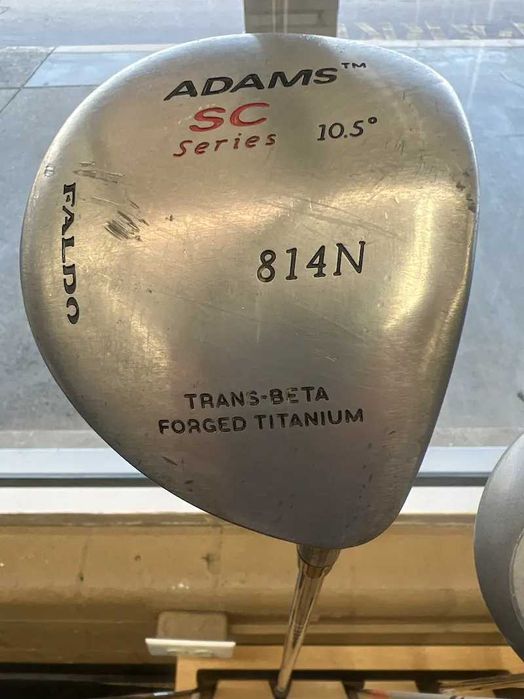 ADAMS™
SC
Series
10.5°
FALDO
814N
TRANS-BETA
FORGED TITANIUM